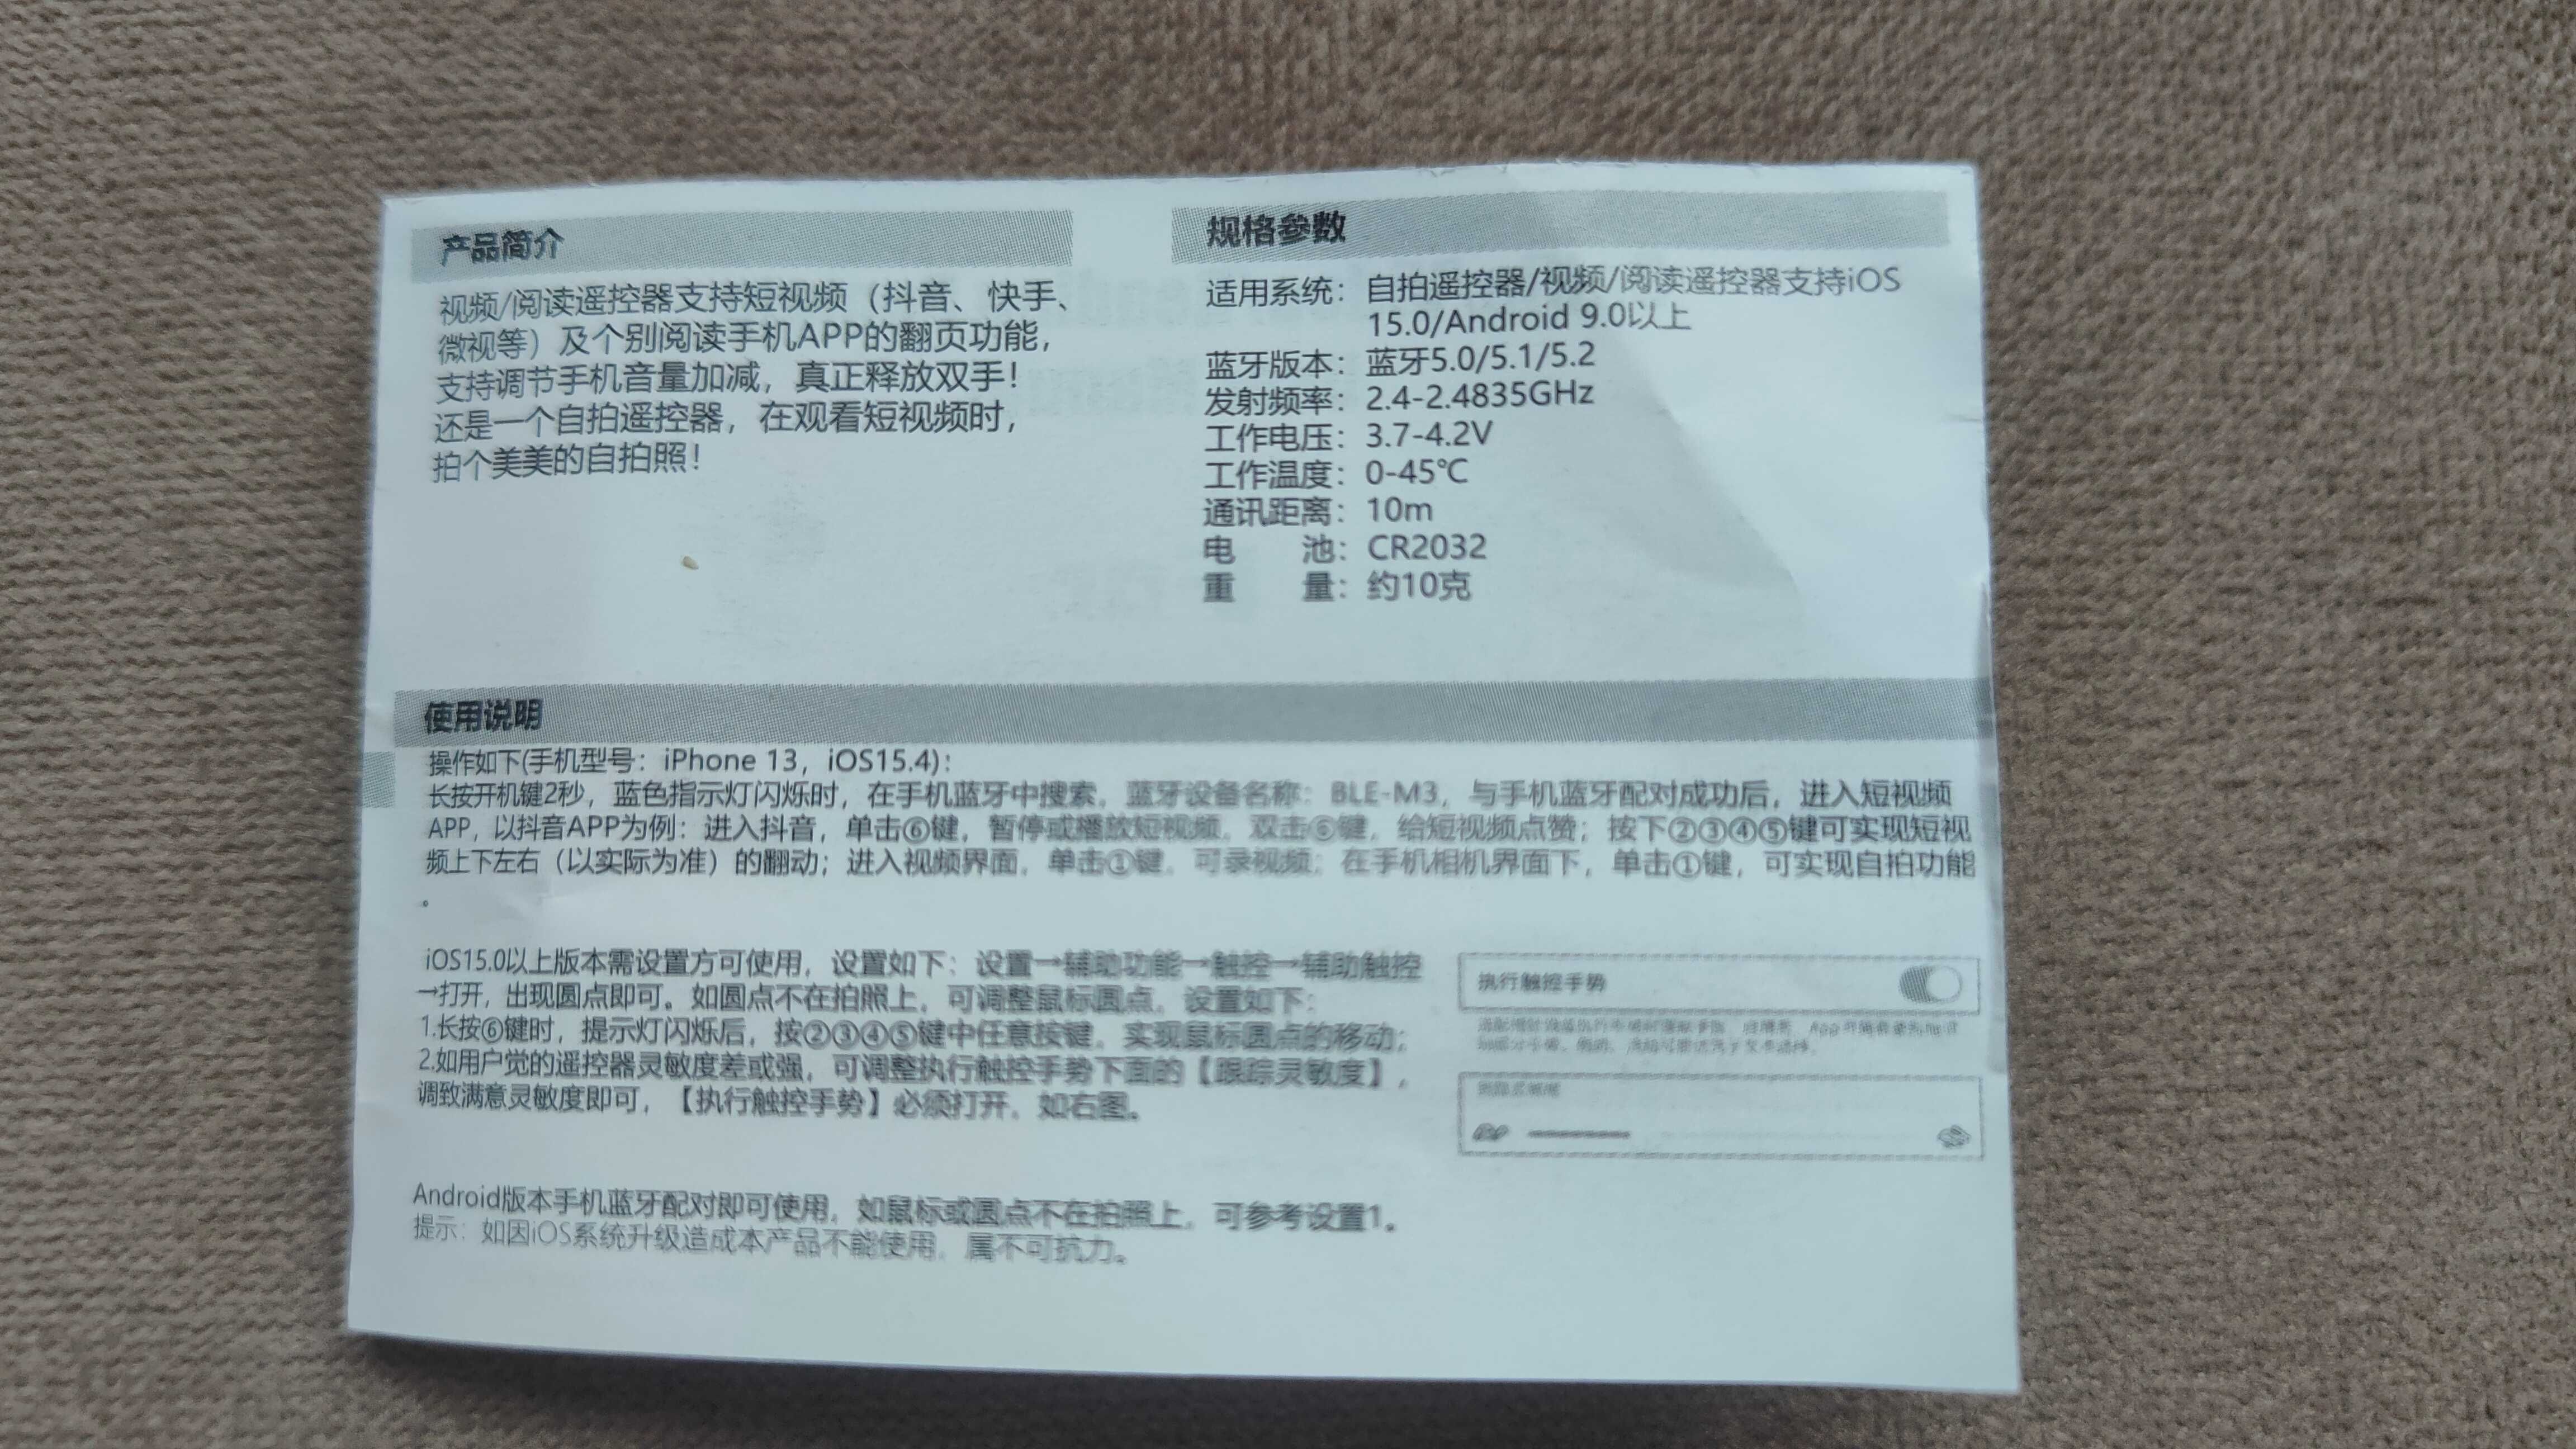 产品简介
视频/阅读遥控器支持短视频（抖音、快手、
微视等）及个别阅读手机APP的翻页功能，
支持调节手机音量加减，真正释放双手！
还是一个自拍遥控器，在观看短视频时，
拍个美美的自拍照！
规格参数
适用系统：自拍遥控器/视频/阅读遥控器支持iOS
15.0/Android 9.0以上
蓝牙版本：蓝牙5.0/5.1/5.2
发射频率：2.4-2.4835GHz
工作电压：3.7-4.2V
工作温度：0-45℃
通讯距离：10m
电 池：CR2032
重 量：约10克
使用说明
操作如下(手机型号：iPhone 13，iOS15.4)：
长按开机键2秒，蓝色指示灯闪烁时，在手机蓝牙中搜索，蓝牙设备名称：BLE-M3，与手机蓝牙配对成功后，进入短视频
APP，以抖音APP为例：进入抖音，单击⑥键，暂停或播放短视频，双击⑥键，给短视频点赞；按下②③④⑤键可实现短视
频上下左右（以实际为准）的翻动；进入视频界面，单击①键，可录视频；在手机相机界面下，单击①键，可实现自拍功能
。
iOS15.0以上版本需设置方可使用，设置如下：设置→辅助功能→触控→辅助触控
→打开，出现圆点即可。如圆点不在拍照上，可调整鼠标圆点，设置如下：
1.长按⑥键时，提示灯闪烁后，按②③④⑤键中任意按键，实现鼠标圆点的移动；
2.如用户觉的遥控器灵敏度差或强，可调整执行触控手势下面的【跟踪灵敏度】，
调致满意灵敏度即可，【执行触控手势】必须打开，如右图。
执行触控手势
Android版本手机蓝牙配对即可使用，如鼠标或圆点不在拍照上，可参考设置1。
提示：如因iOS系统升级造成本产品不能使用，属不可抗力。